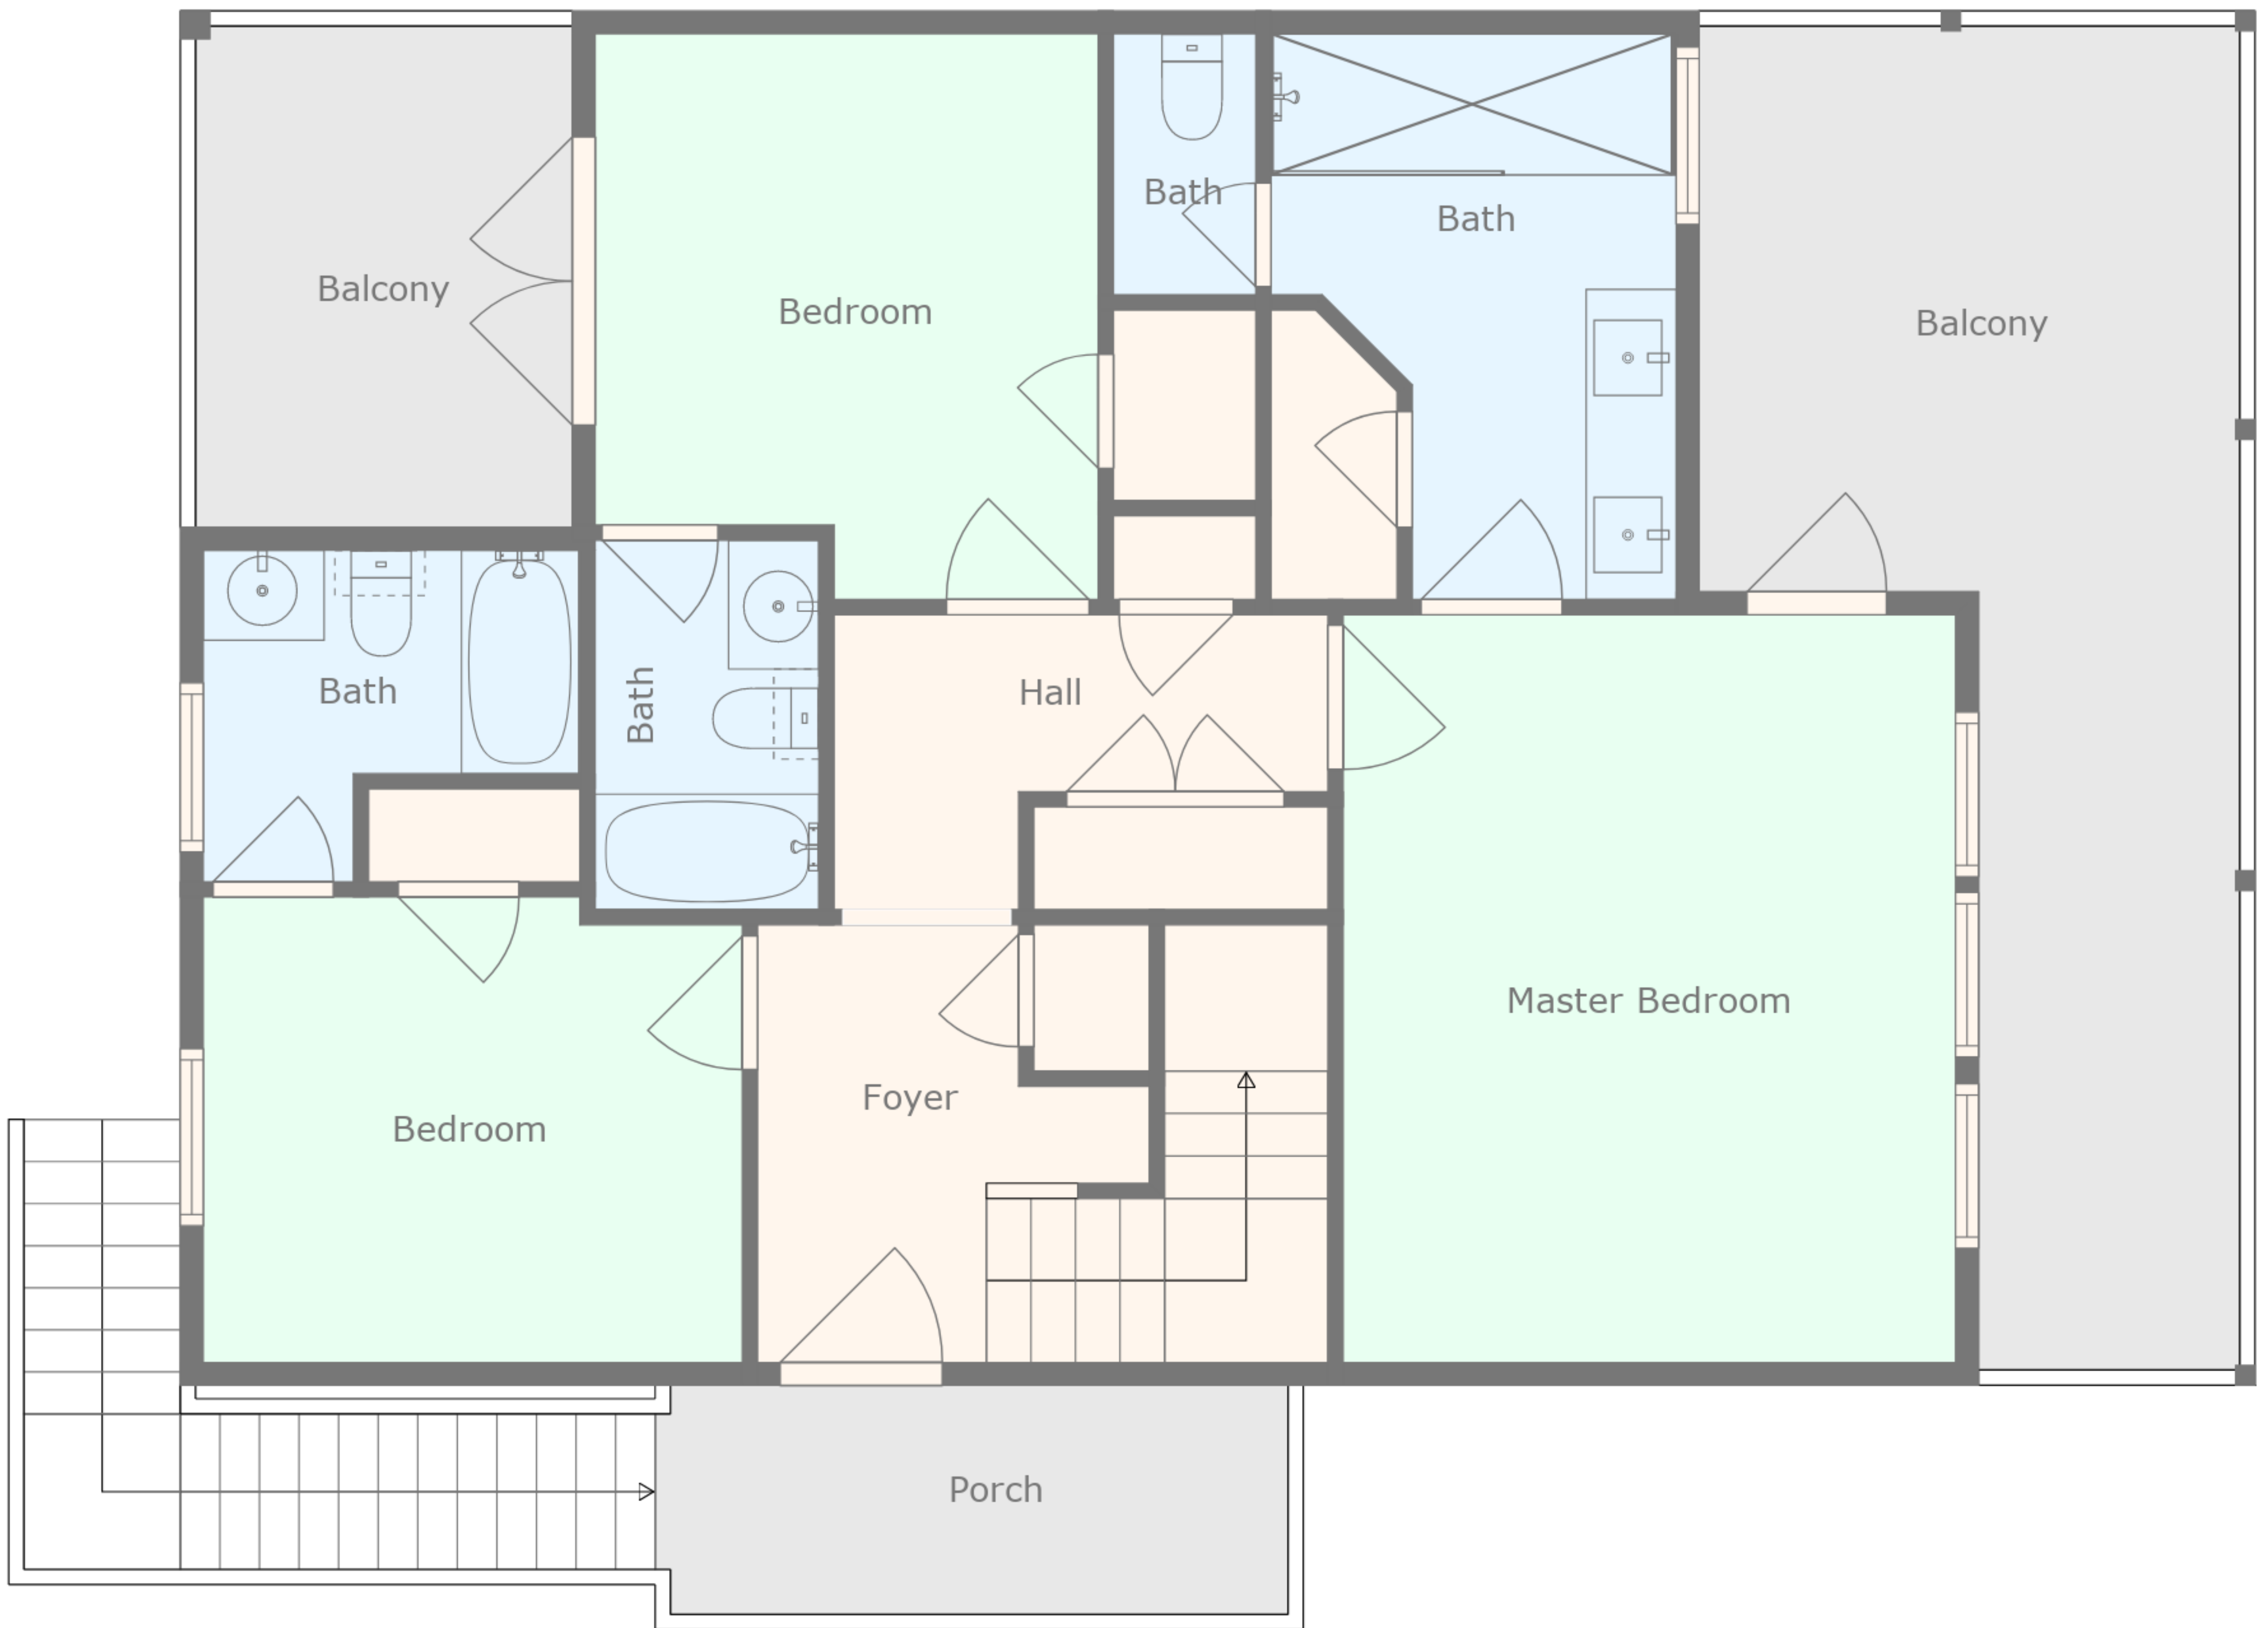 Bath
Bath
Balcony
Bedroom
Balcony
Bath
Bath
Hall
Master Bedroom
Foyer
Bedroom
Porch